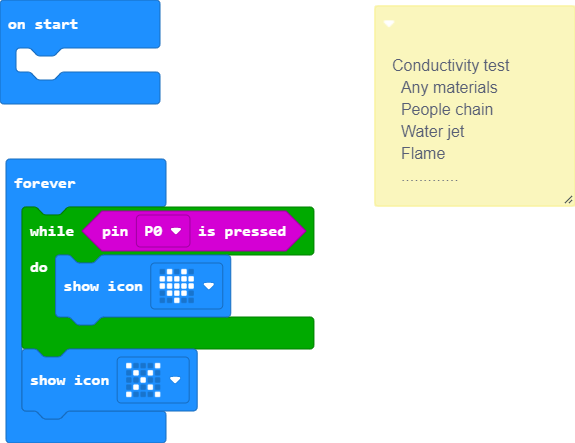 on start
Conductivity test
Any materials
People chain
Water jet
Flame
.............
forever
while pin P0 is pressed
do
show icon
show icon